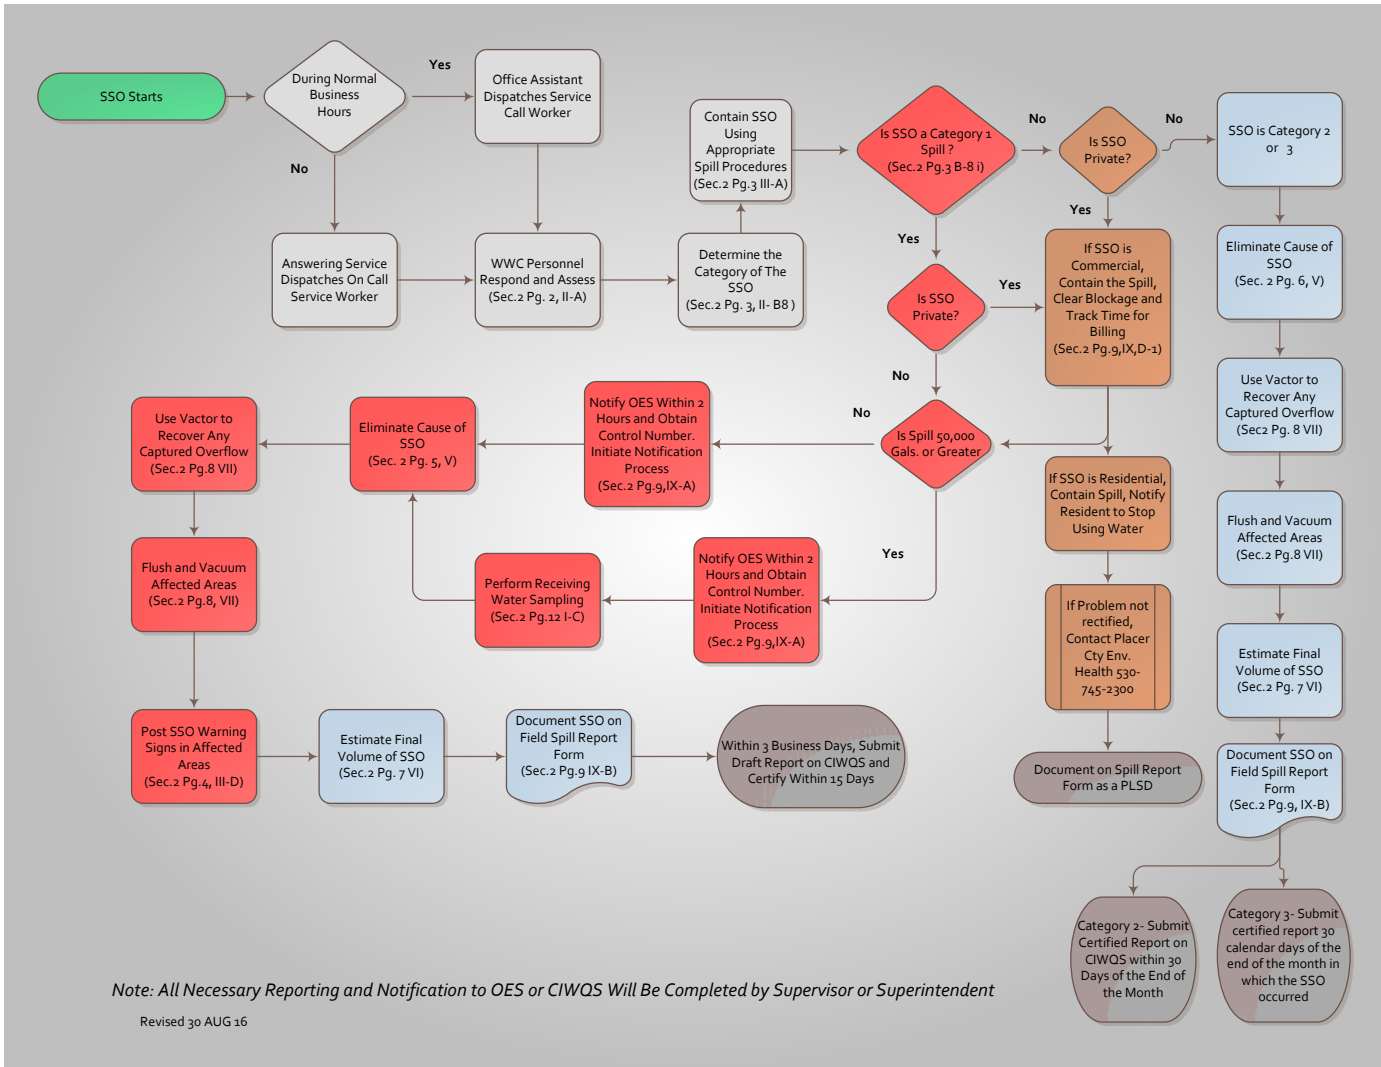 SSO Starts
During Normal
Business
Hours
Yes
No
Office Assistant
Dispatches Service
Call Worker
Answering Service
Dispatches On Call
Service Worker
WWC Personnel
Respond and Assess
(Sec.2 Pg. 2, II-A)
Determine the
Category of The
SSO
(Sec.2 Pg. 3, II- B8 )
Contain SSO
Using
Appropriate
Spill Procedures
(Sec.2 Pg.3 III-A)
Is SSO a Category 1
Spill ?
(Sec.2 Pg.3 B-8 i)
No
Yes
Is SSO
Private?
No
Yes
SSO is Category 2
or 3
Eliminate Cause of
SSO
(Sec. 2 Pg. 6, V)
Use Vactor to
Recover Any
Captured Overflow
(Sec2 Pg. 8 VII)
Flush and Vacuum
Affected Areas
(Sec.2 Pg.8 VII)
Estimate Final
Volume of SSO
(Sec.2 Pg. 7 VI)
Document SSO on
Field Spill Report
Form
(Sec.2 Pg.9, IX-B)
Category 2- Submit
Certified Report on
CIWQS within 30
Days of the End of
the Month
Category 3- Submit
certified report 30
calendar days of the
end of the month in
which the SSO
occurred
Is SSO
Private?
Yes
No
If SSO is
Commercial,
Contain the Spill,
Clear Blockage and
Track Time for
Billing
(Sec.2 Pg.9,IX,D-1)
If SSO is Residential,
Contain Spill, Notify
Resident to Stop
Using Water
If Problem not
rectified,
Contact Placer
Cty Env.
Health 530-
745-2300
Document on Spill Report
Form as a PLSD
Is Spill 50,000
Gals. or Greater
No
Yes
Notify OES Within 2
Hours and Obtain
Control Number.
Initiate Notification
Process
(Sec.2 Pg.9,IX-A)
Notify OES Within 2
Hours and Obtain
Control Number.
Initiate Notification
Process
(Sec.2 Pg.9,IX-A)
Perform Receiving
Water Sampling
(Sec.2 Pg.12 I-C)
Eliminate Cause of
SSO
(Sec. 2 Pg. 5, V)
Use Vactor to
Recover Any
Captured Overflow
(Sec.2 Pg.8 VII)
Flush and Vacuum
Affected Areas
(Sec.2 Pg.8, VII)
Post SSO Warning
Signs in Affected
Areas
(Sec.2 Pg.4, III-D)
Estimate Final
Volume of SSO
(Sec.2 Pg. 7 VI)
Document SSO on
Field Spill Report
Form
(Sec.2 Pg.9 IX-B)
Within 3 Business Days, Submit
Draft Report on CIWQS and
Certify Within 15 Days
Note: All Necessary Reporting and Notification to OES or CIWQS Will Be Completed by Supervisor or Superintendent
Revised 30 AUG 16